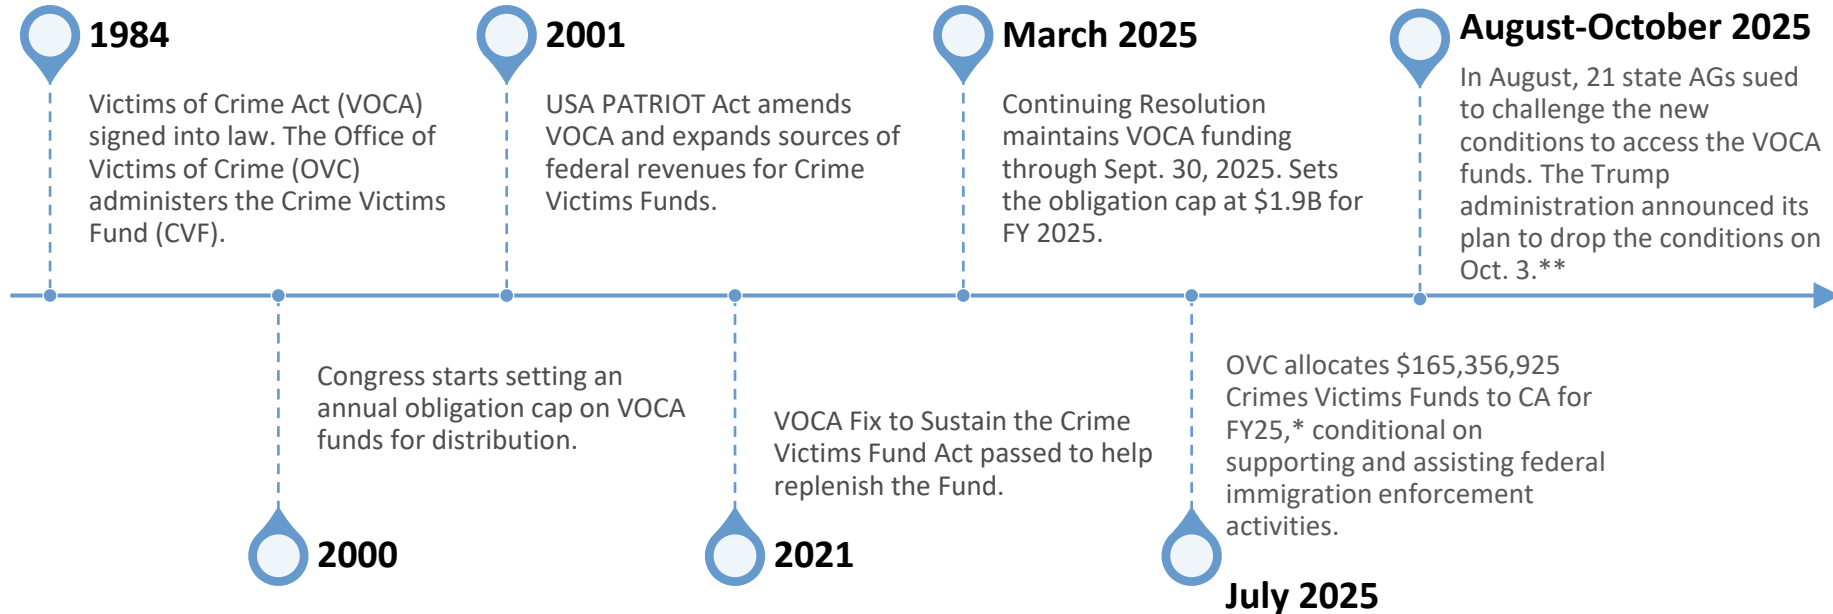 1984
Victims of Crime Act (VOCA)
signed into law. The Office of
Victims of Crime (OVC)
administers the Crime Victims
Fund (CVF).
2000
Congress starts setting an
annual obligation cap on VOCA
funds for distribution.
2001
USA PATRIOT Act amends
VOCA and expands sources of
federal revenues for Crime
Victims Funds.
2021
VOCA Fix to Sustain the Crime
Victims Fund Act passed to help
replenish the Fund.
March 2025
Continuing Resolution
maintains VOCA funding
through Sept. 30, 2025. Sets
the obligation cap at $1.9B for
FY 2025.
July 2025
OVC allocates $165,356,925
Crimes Victims Funds to CA for
FY25,* conditional on
supporting and assisting federal
immigration enforcement
activities.
August-October 2025
In August, 21 state AGs sued
to challenge the new
conditions to access the VOCA
funds. The Trump
administration announced its
plan to drop the conditions on
Oct. 3.**